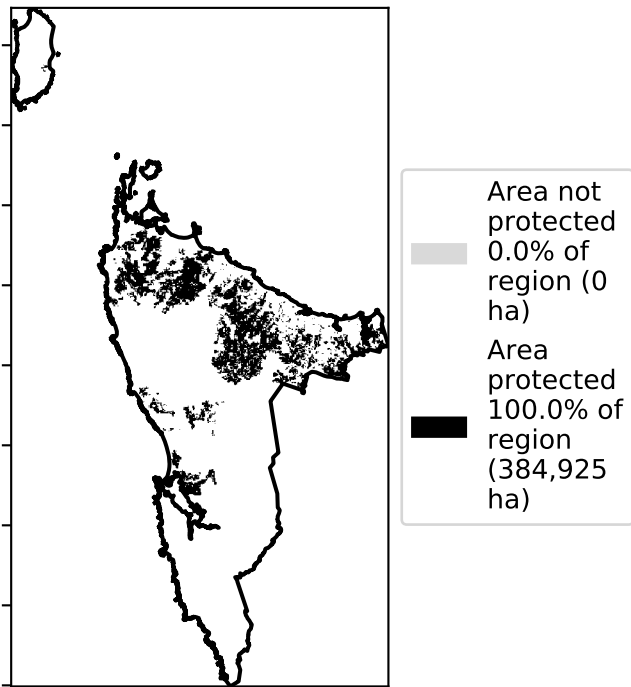 Area not
protected
0.0% of
region (0
ha)
Area
protected
100.0% of
region
(384,925
ha)